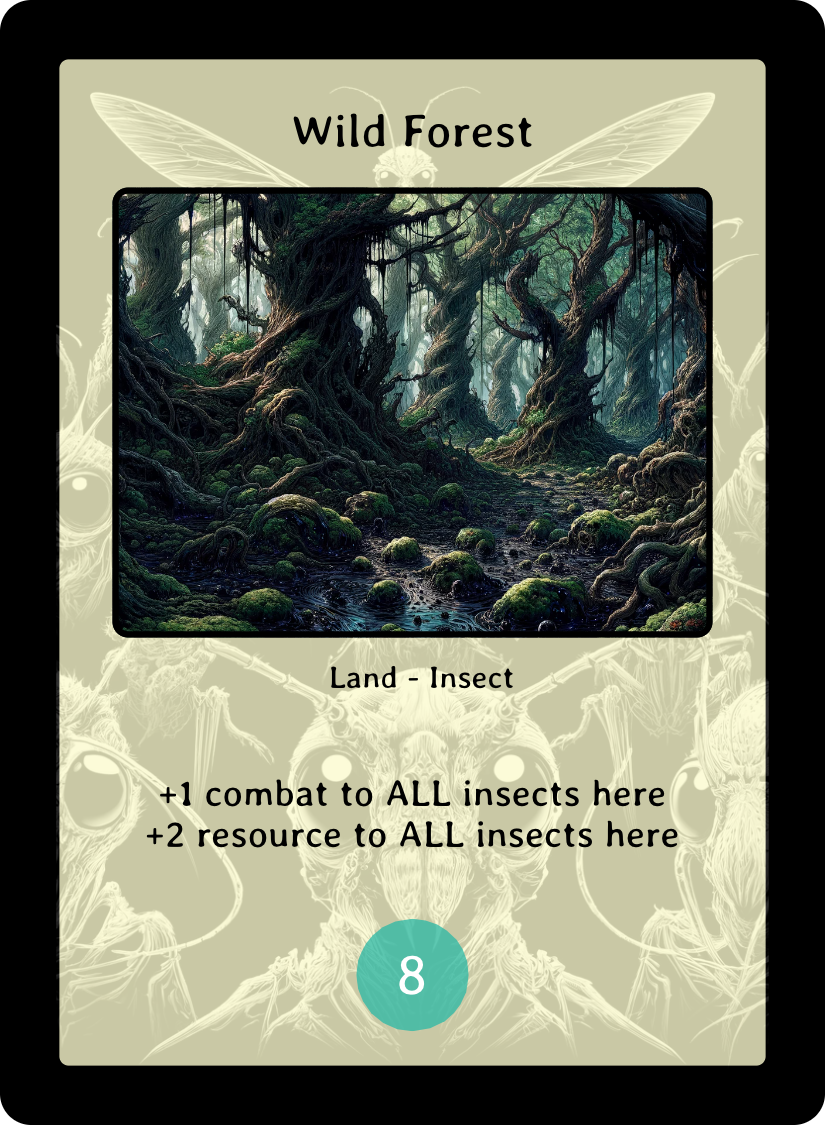 Wild Forest
Land - Insect
+1 combat to ALL insects here
+2 resource to ALL insects here
8